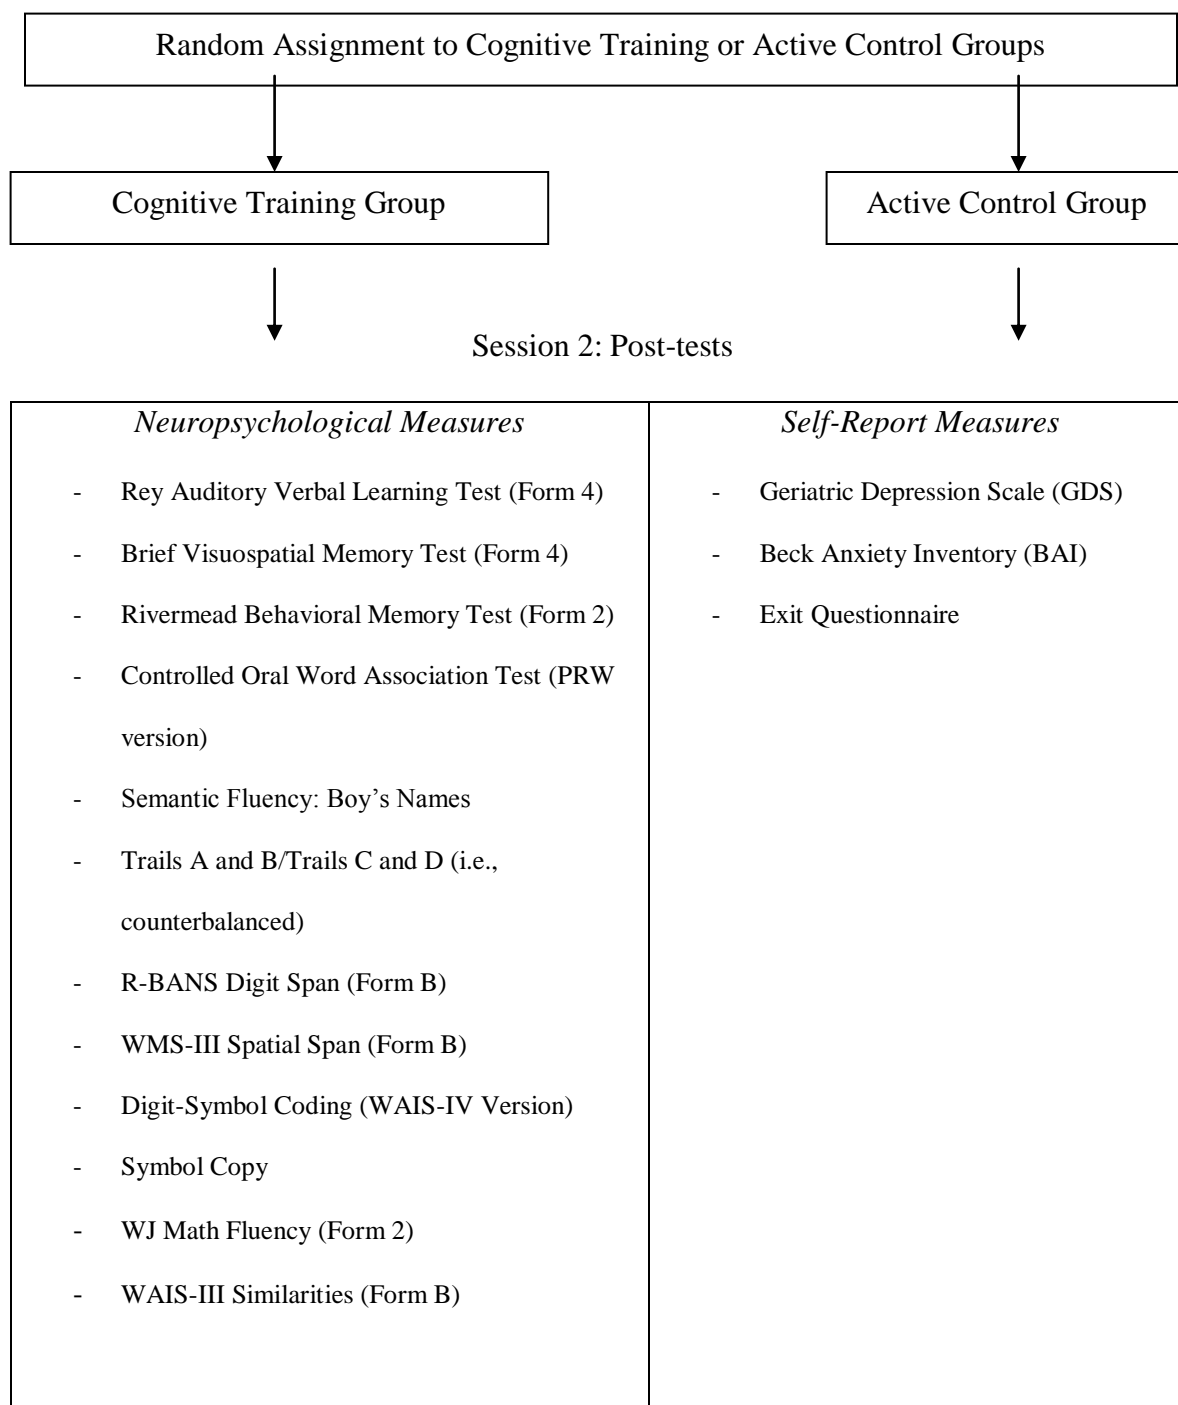 Random Assignment to Cognitive Training or Active Control Groups
Cognitive Training Group
Active Control Group
Session 2: Post-tests
Neuropsychological Measures
- Rey Auditory Verbal Learning Test (Form 4)
- Brief Visuospatial Memory Test (Form 4)
- Rivermead Behavioral Memory Test (Form 2)
- Controlled Oral Word Association Test (PRW
version)
- Semantic Fluency: Boy’s Names
- Trails A and B/Trails C and D (i.e.,
counterbalanced)
- R-BANS Digit Span (Form B)
- WMS-III Spatial Span (Form B)
- Digit-Symbol Coding (WAIS-IV Version)
- Symbol Copy
- WJ Math Fluency (Form 2)
- WAIS-III Similarities (Form B)
Self-Report Measures
- Geriatric Depression Scale (GDS)
- Beck Anxiety Inventory (BAI)
- Exit Questionnaire